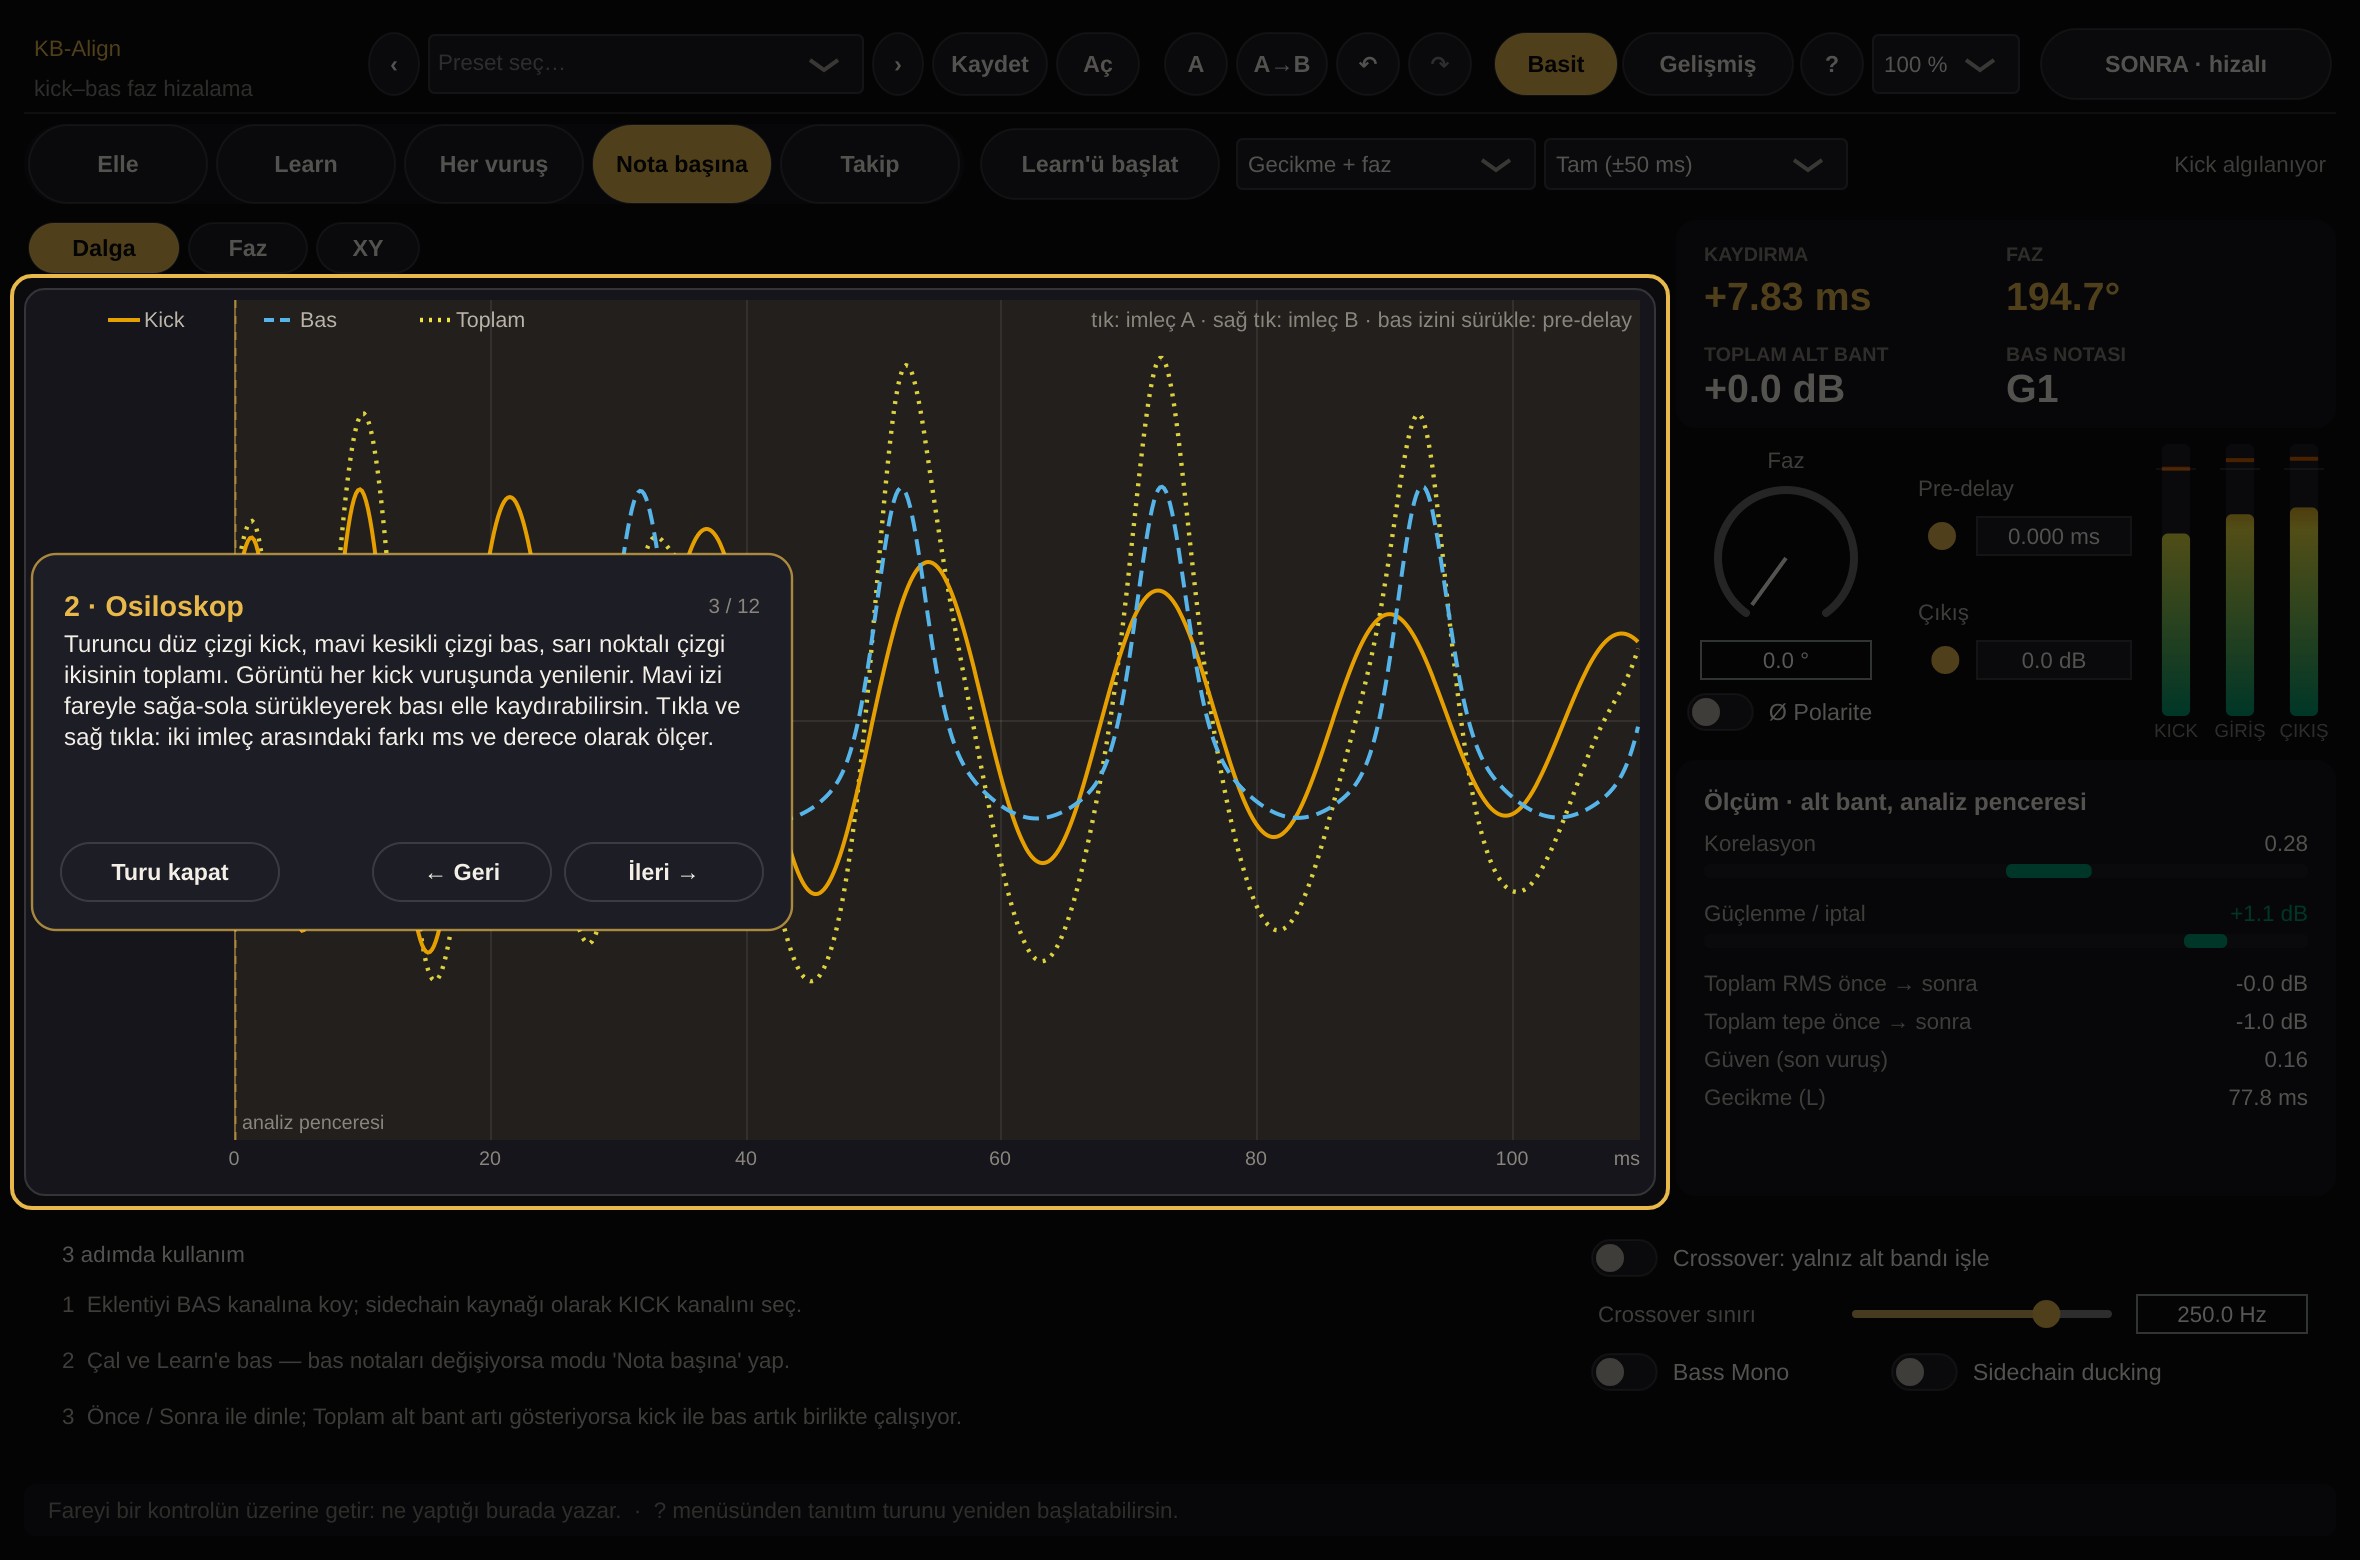 KB-Align
kick–bas faz hizalama
‹
Preset seç…
›
Kaydet
Aç
A
A→B
↶
↷
Basit
Gelişmiş
?
100 %
SONRA · hizalı
Elle
Learn
Her vuruş
Nota başına
Takip
Learn'ü başlat
Gecikme + faz
Tam (±50 ms)
Kick algılanıyor
Dalga
Faz
XY
Kick
Bas
Toplam
tık: imleç A · sağ tık: imleç B · bas izini sürükle: pre-delay
2 · Osiloskop
3 / 12
Turuncu düz çizgi kick, mavi kesikli çizgi bas, sarı noktalı çizgi
ikisinin toplamı. Görüntü her kick vuruşunda yenilenir. Mavi izi
fareyle sağa-sola sürükleyerek bası elle kaydırabilirsin. Tıkla ve
sağ tıkla: iki imleç arasındaki farkı ms ve derece olarak ölçer.
Turu kapat
← Geri
İleri →
analiz penceresi
0
20
40
60
80
100
ms
KAYDIRMA
FAZ
+7.83 ms
194.7°
TOPLAM ALT BANT
BAS NOTASI
+0.0 dB
G1
Faz
0.0 °
Ø Polarite
Pre-delay
0.000 ms
Çıkış
0.0 dB
KICK
GİRİŞ
ÇIKIŞ
Ölçüm · alt bant, analiz penceresi
Korelasyon
0.28
Güçlenme / iptal
+1.1 dB
Toplam RMS önce → sonra
-0.0 dB
Toplam tepe önce → sonra
-1.0 dB
Güven (son vuruş)
0.16
Gecikme (L)
77.8 ms
3 adımda kullanım
1 Eklentiyi BAS kanalına koy; sidechain kaynağı olarak KICK kanalını seç.
2 Çal ve Learn'e bas — bas notaları değişiyorsa modu 'Nota başına' yap.
3 Önce / Sonra ile dinle; Toplam alt bant artı gösteriyorsa kick ile bas artık birlikte çalışıyor.
Crossover: yalnız alt bandı işle
Crossover sınırı
250.0 Hz
Bass Mono
Sidechain ducking
Fareyi bir kontrolün üzerine getir: ne yaptığı burada yazar. · ? menüsünden tanıtım turunu yeniden başlatabilirsin.